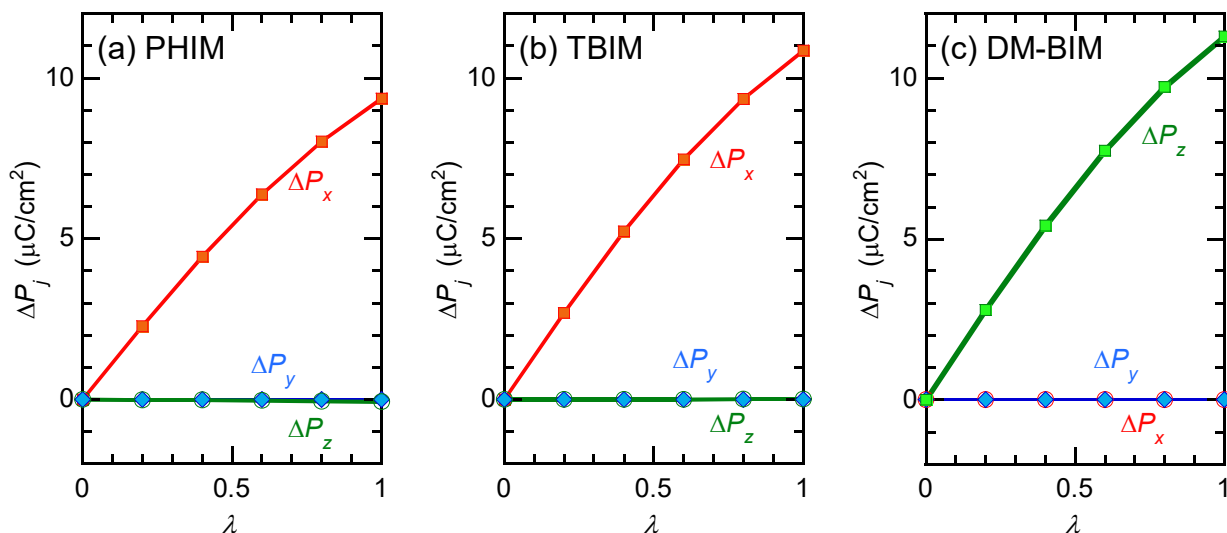 (a) PHIM
10
5
0
ΔP_j (μC/cm²)
ΔP_x
ΔP_y
ΔP_z
0 0.5 1
λ
(b) TBIM
10
5
0
ΔP_j (μC/cm²)
ΔP_x
ΔP_y
ΔP_z
0 0.5 1
λ
(c) DM-BIM
10
5
0
ΔP_j (μC/cm²)
ΔP_z
ΔP_y
ΔP_x
0 0.5 1
λ